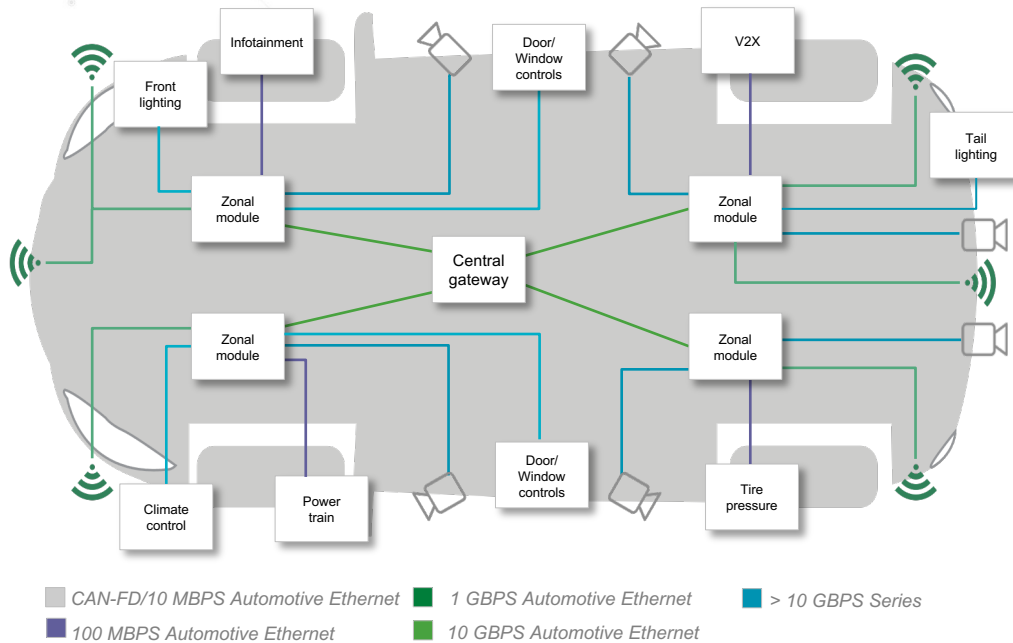 Infotainment
Door/
Window
controls
V2X
Front
lighting
Tail
lighting
Zonal
module
Zonal
module
Central
gateway
Zonal
module
Zonal
module
Climate
control
Power
train
Door/
Window
controls
Tire
pressure
CAN-FD/10 MBPS Automotive Ethernet
1 GBPS Automotive Ethernet
> 10 GBPS Series
100 MBPS Automotive Ethernet
10 GBPS Automotive Ethernet